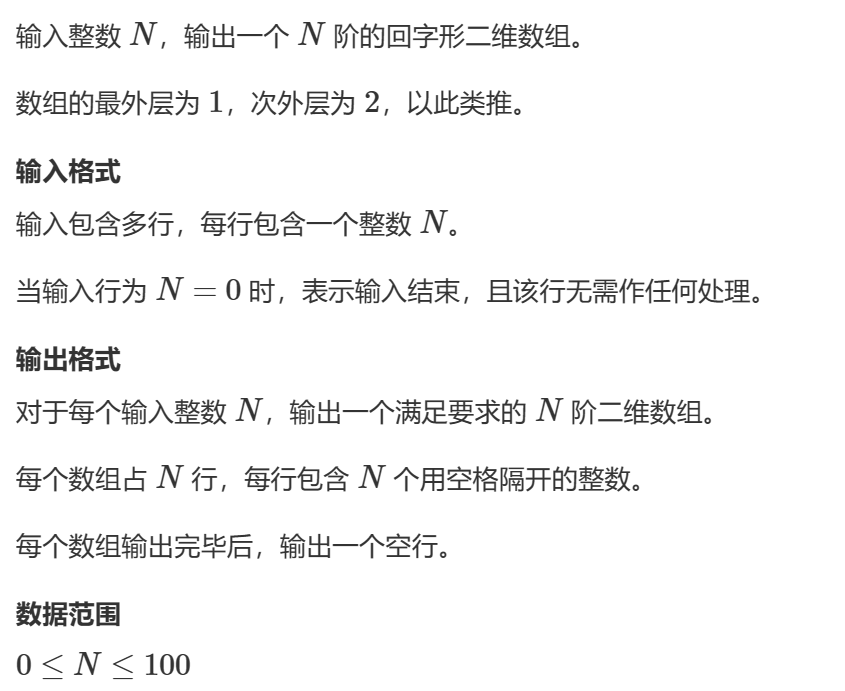 输入整数 N，输出一个 N 阶的回字形二维数组。
数组的最外层为 1，次外层为 2，以此类推。
输入格式
输入包含多行，每行包含一个整数 N。
当输入行为 N = 0 时，表示输入结束，且该行无需作任何处理。
输出格式
对于每个输入整数 N，输出一个满足要求的 N 阶二维数组。
每个数组占 N 行，每行包含 N 个用空格隔开的整数。
每个数组输出完毕后，输出一个空行。
数据范围
0 ≤ N ≤ 100